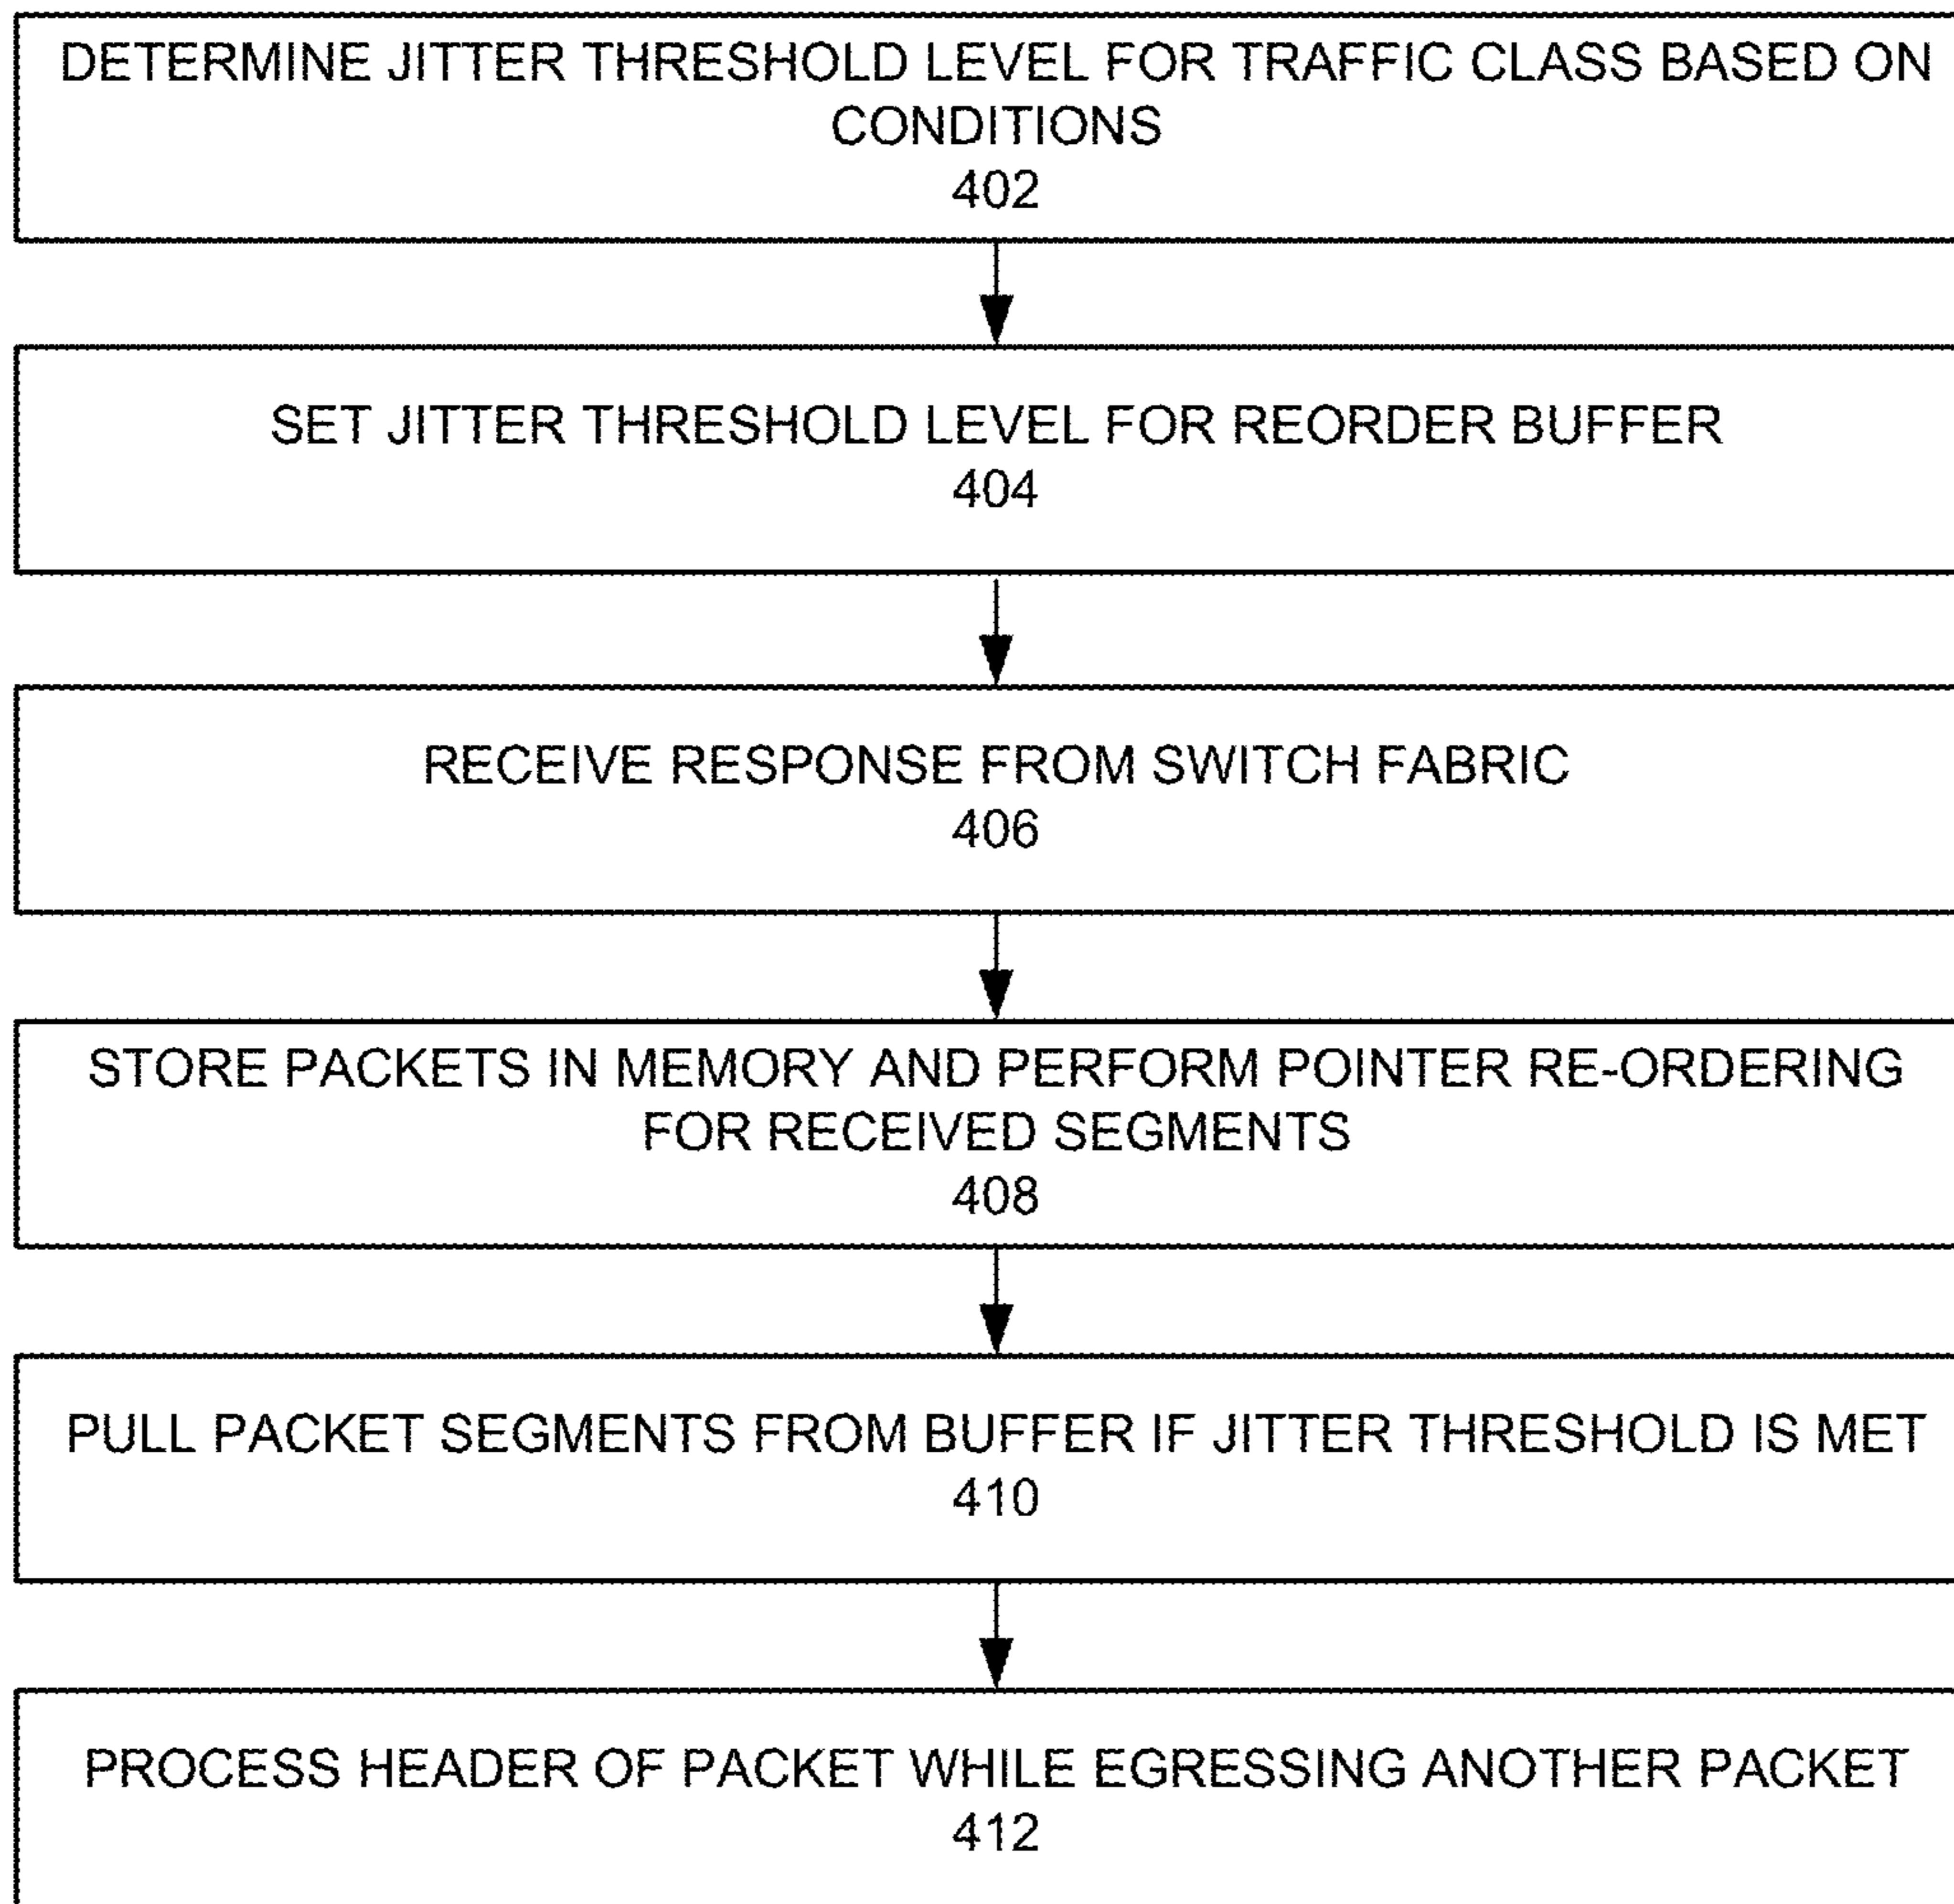 DETERMINE JITTER THRESHOLD LEVEL FOR TRAFFIC CLASS BASED ON
CONDITIONS
402
SET JITTER THRESHOLD LEVEL FOR REORDER BUFFER
404
RECEIVE RESPONSE FROM SWITCH FABRIC
406
STORE PACKETS IN MEMORY AND PERFORM POINTER RE-ORDERING
FOR RECEIVED SEGMENTS
408
PULL PACKET SEGMENTS FROM BUFFER IF JITTER THRESHOLD IS MET
410
PROCESS HEADER OF PACKET WHILE EGRESSING ANOTHER PACKET
412